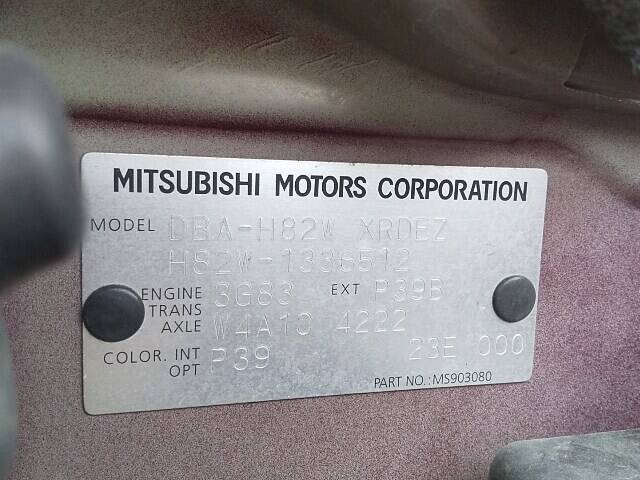 MITSUBISHI MOTORS CORPORATION
MODEL DBA-H82W XRDEZ
H82W-1336512
ENGINE 3G83 EXT P39B
TRANS AXLE W4A10 4222
COLOR. INT OPT P39 23E 000
PART NO.:MS903080